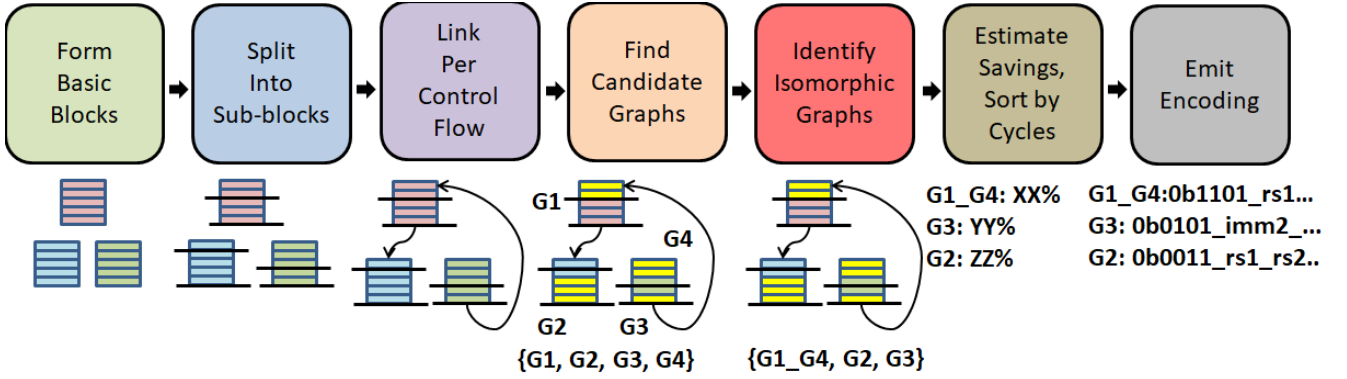 Form
Basic
Blocks
Split
Into
Sub-blocks
Link
Per
Control
Flow
Find
Candidate
Graphs
Identify
Isomorphic
Graphs
Estimate
Savings,
Sort by
Cycles
Emit
Encoding
G1
G4
G2
G3
{G1, G2, G3, G4}
{G1_G4, G2, G3}
G1_G4: XX%
G3: YY%
G2: ZZ%
G1_G4:0b1101_rs1...
G3: 0b0101_imm2_...
G2: 0b0011_rs1_rs2..